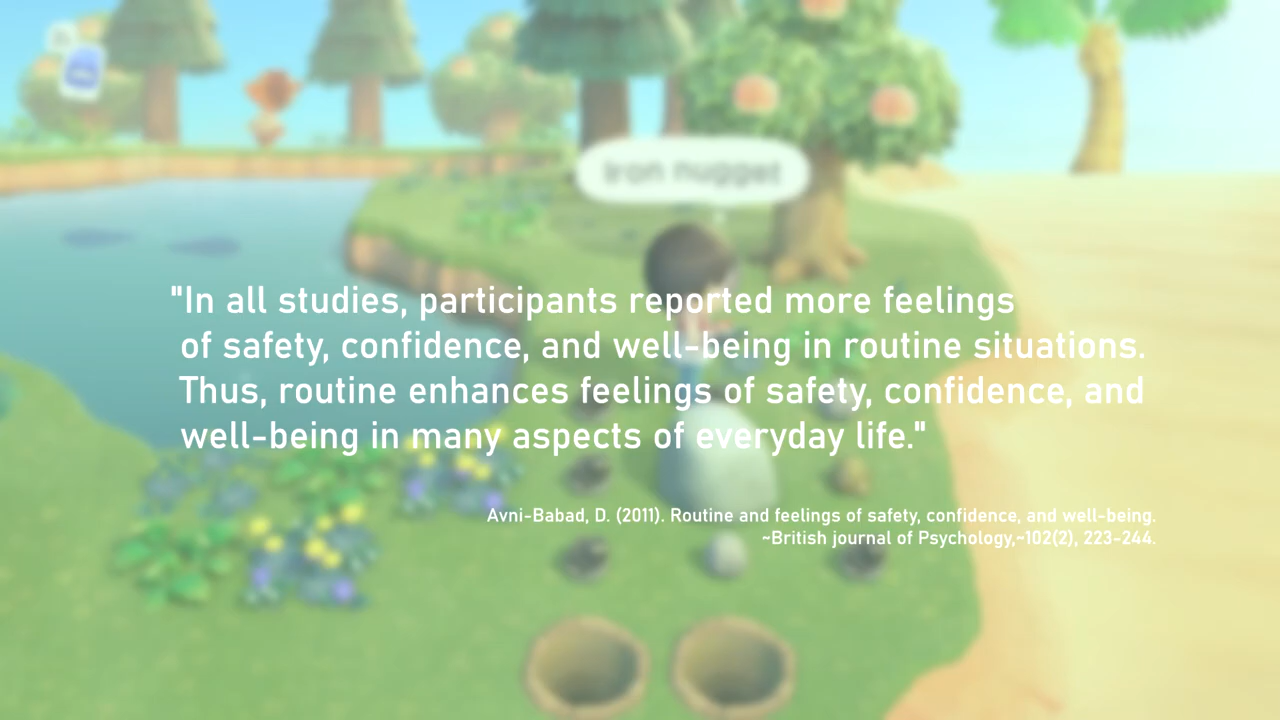 Iron nugget
"In all studies, participants reported more feelings
of safety, confidence, and well-being in routine situations.
Thus, routine enhances feelings of safety, confidence, and
well-being in many aspects of everyday life."
Avni-Babad, D. (2011). Routine and feelings of safety, confidence, and well-being.
~British journal of Psychology,~102(2), 223-244.